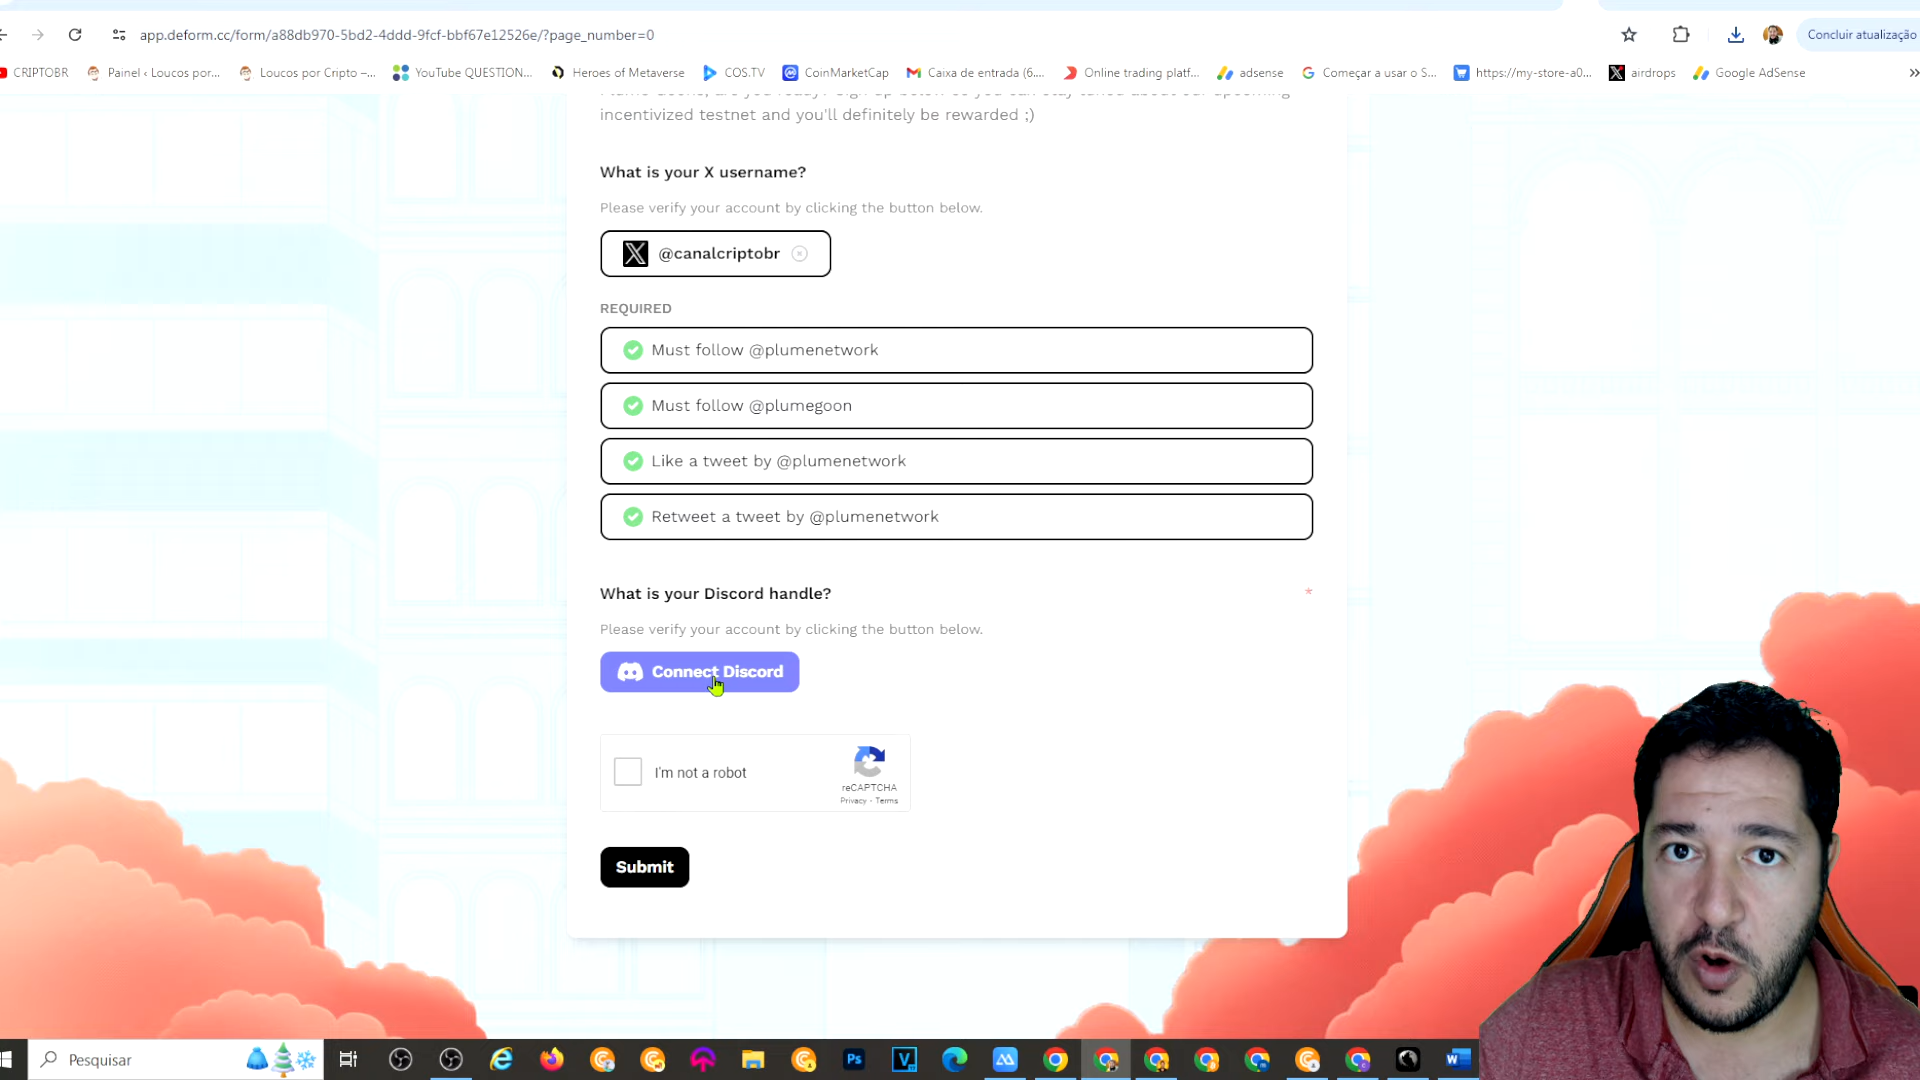 app.deform.cc/form/a88db970-5bd2-4ddd-9fcf-bbf67e12526e/?page_number=0
Concluir atualização
CRIPTOBR
Painel ‹ Loucos por...
Loucos por Cripto –...
YouTube QUESTION...
Heroes of Metaverse
COS.TV
CoinMarketCap
Caixa de entrada (6....
Online trading platf...
adsense
Começar a usar o S...
https://my-store-a0...
airdrops
Google AdSense
incentivized testnet and you'll definitely be rewarded ;)
What is your X username?
Please verify your account by clicking the button below.
@canalcriptobr
REQUIRED
Must follow @plumenetwork
Must follow @plumegoon
Like a tweet by @plumenetwork
Retweet a tweet by @plumenetwork
What is your Discord handle? *
Please verify your account by clicking the button below.
Connect Discord
I'm not a robot
reCAPTCHA
Privacy - Terms
Submit
Pesquisar
Ps
V
W